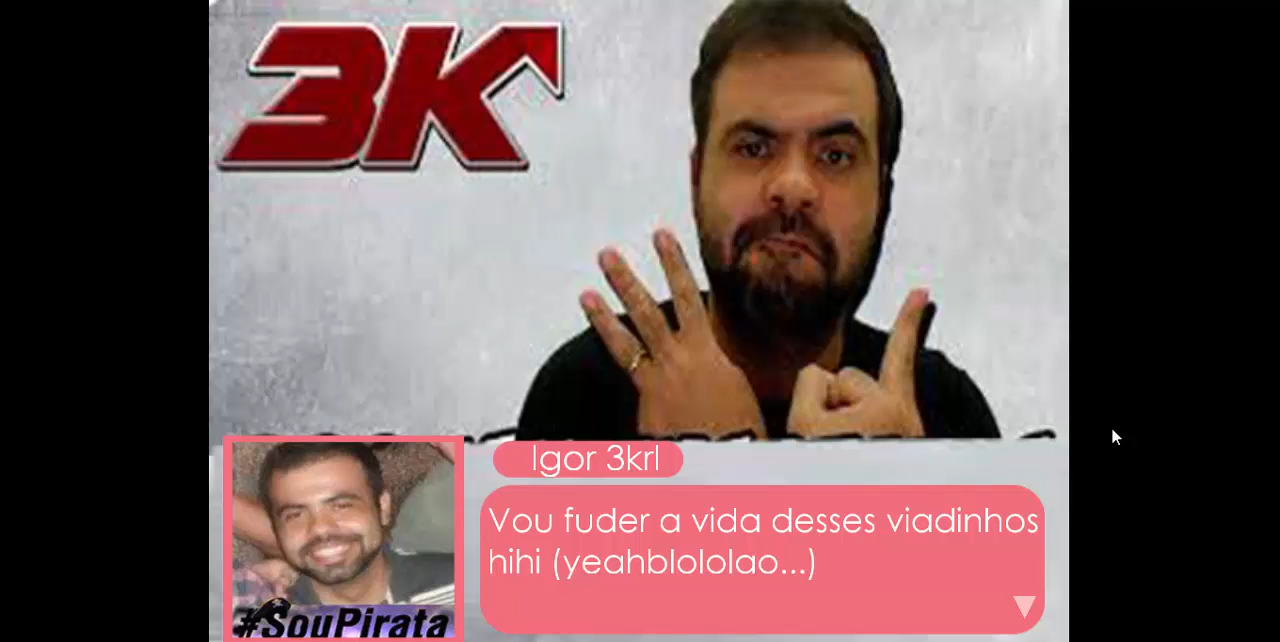 3K
Igor 3krl
Vou fuder a vida desses viadinhos
hihi (yeahblololao...)
#SouPirata